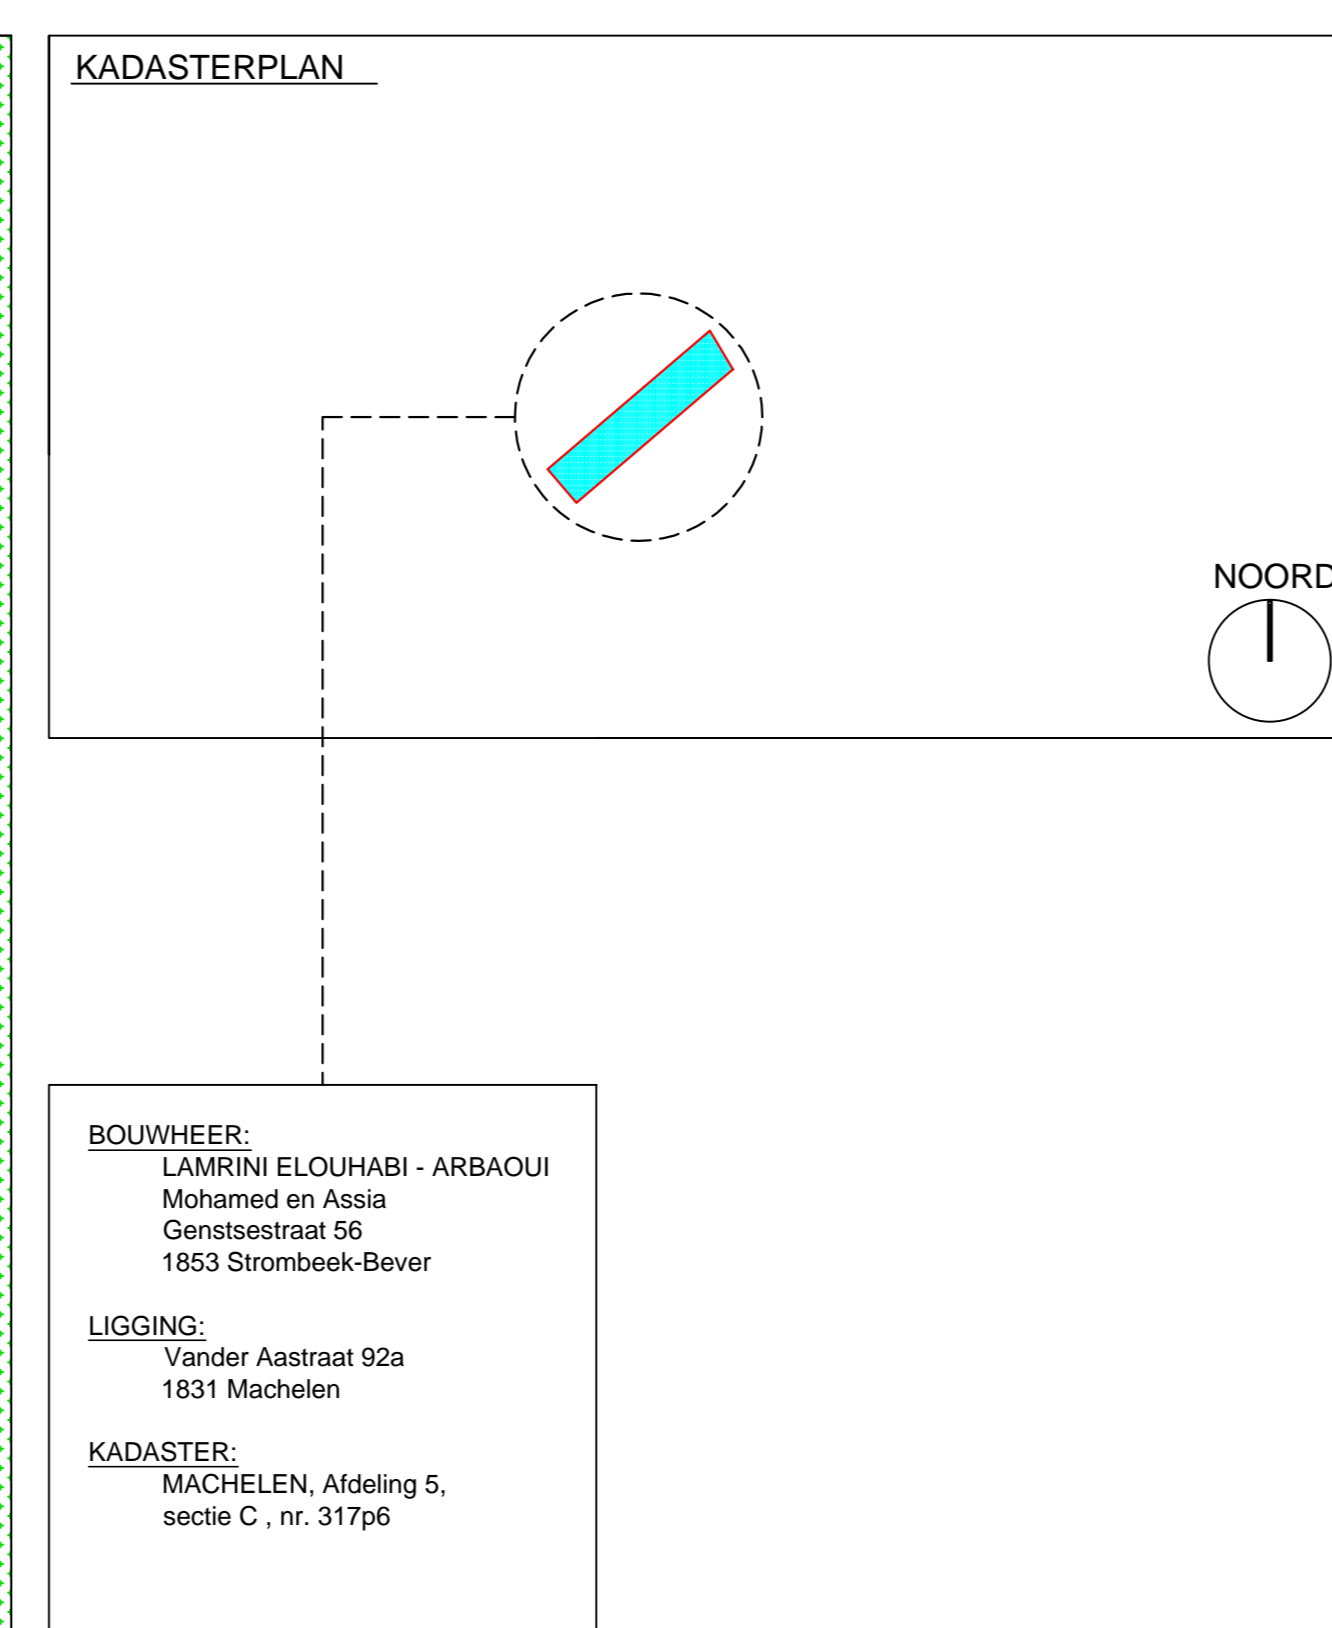 KADASTERPLAN
NOORD
BOUWHEER:
LAMRINI ELOUHABI - ARBAOUI
Mohamed en Assia
Genstsestraat 56
1853 Strombeek-Bever
LIGGING:
Vander Aastraat 92a
1831 Machelen
KADASTER:
MACHELEN, Afdeling 5,
sectie C , nr. 317p6